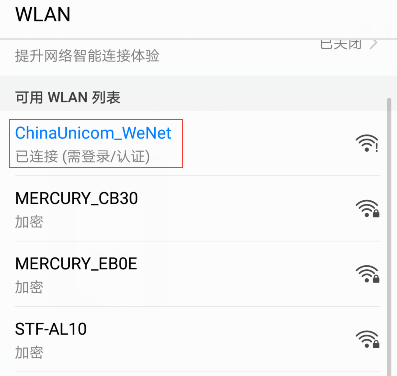 WLAN
已关闭
提升网络智能连接体验
可用 WLAN 列表
ChinaUnicom_WeNet
已连接 (需登录/认证)
MERCURY_CB30
加密
MERCURY_EB0E
加密
STF-AL10
加密